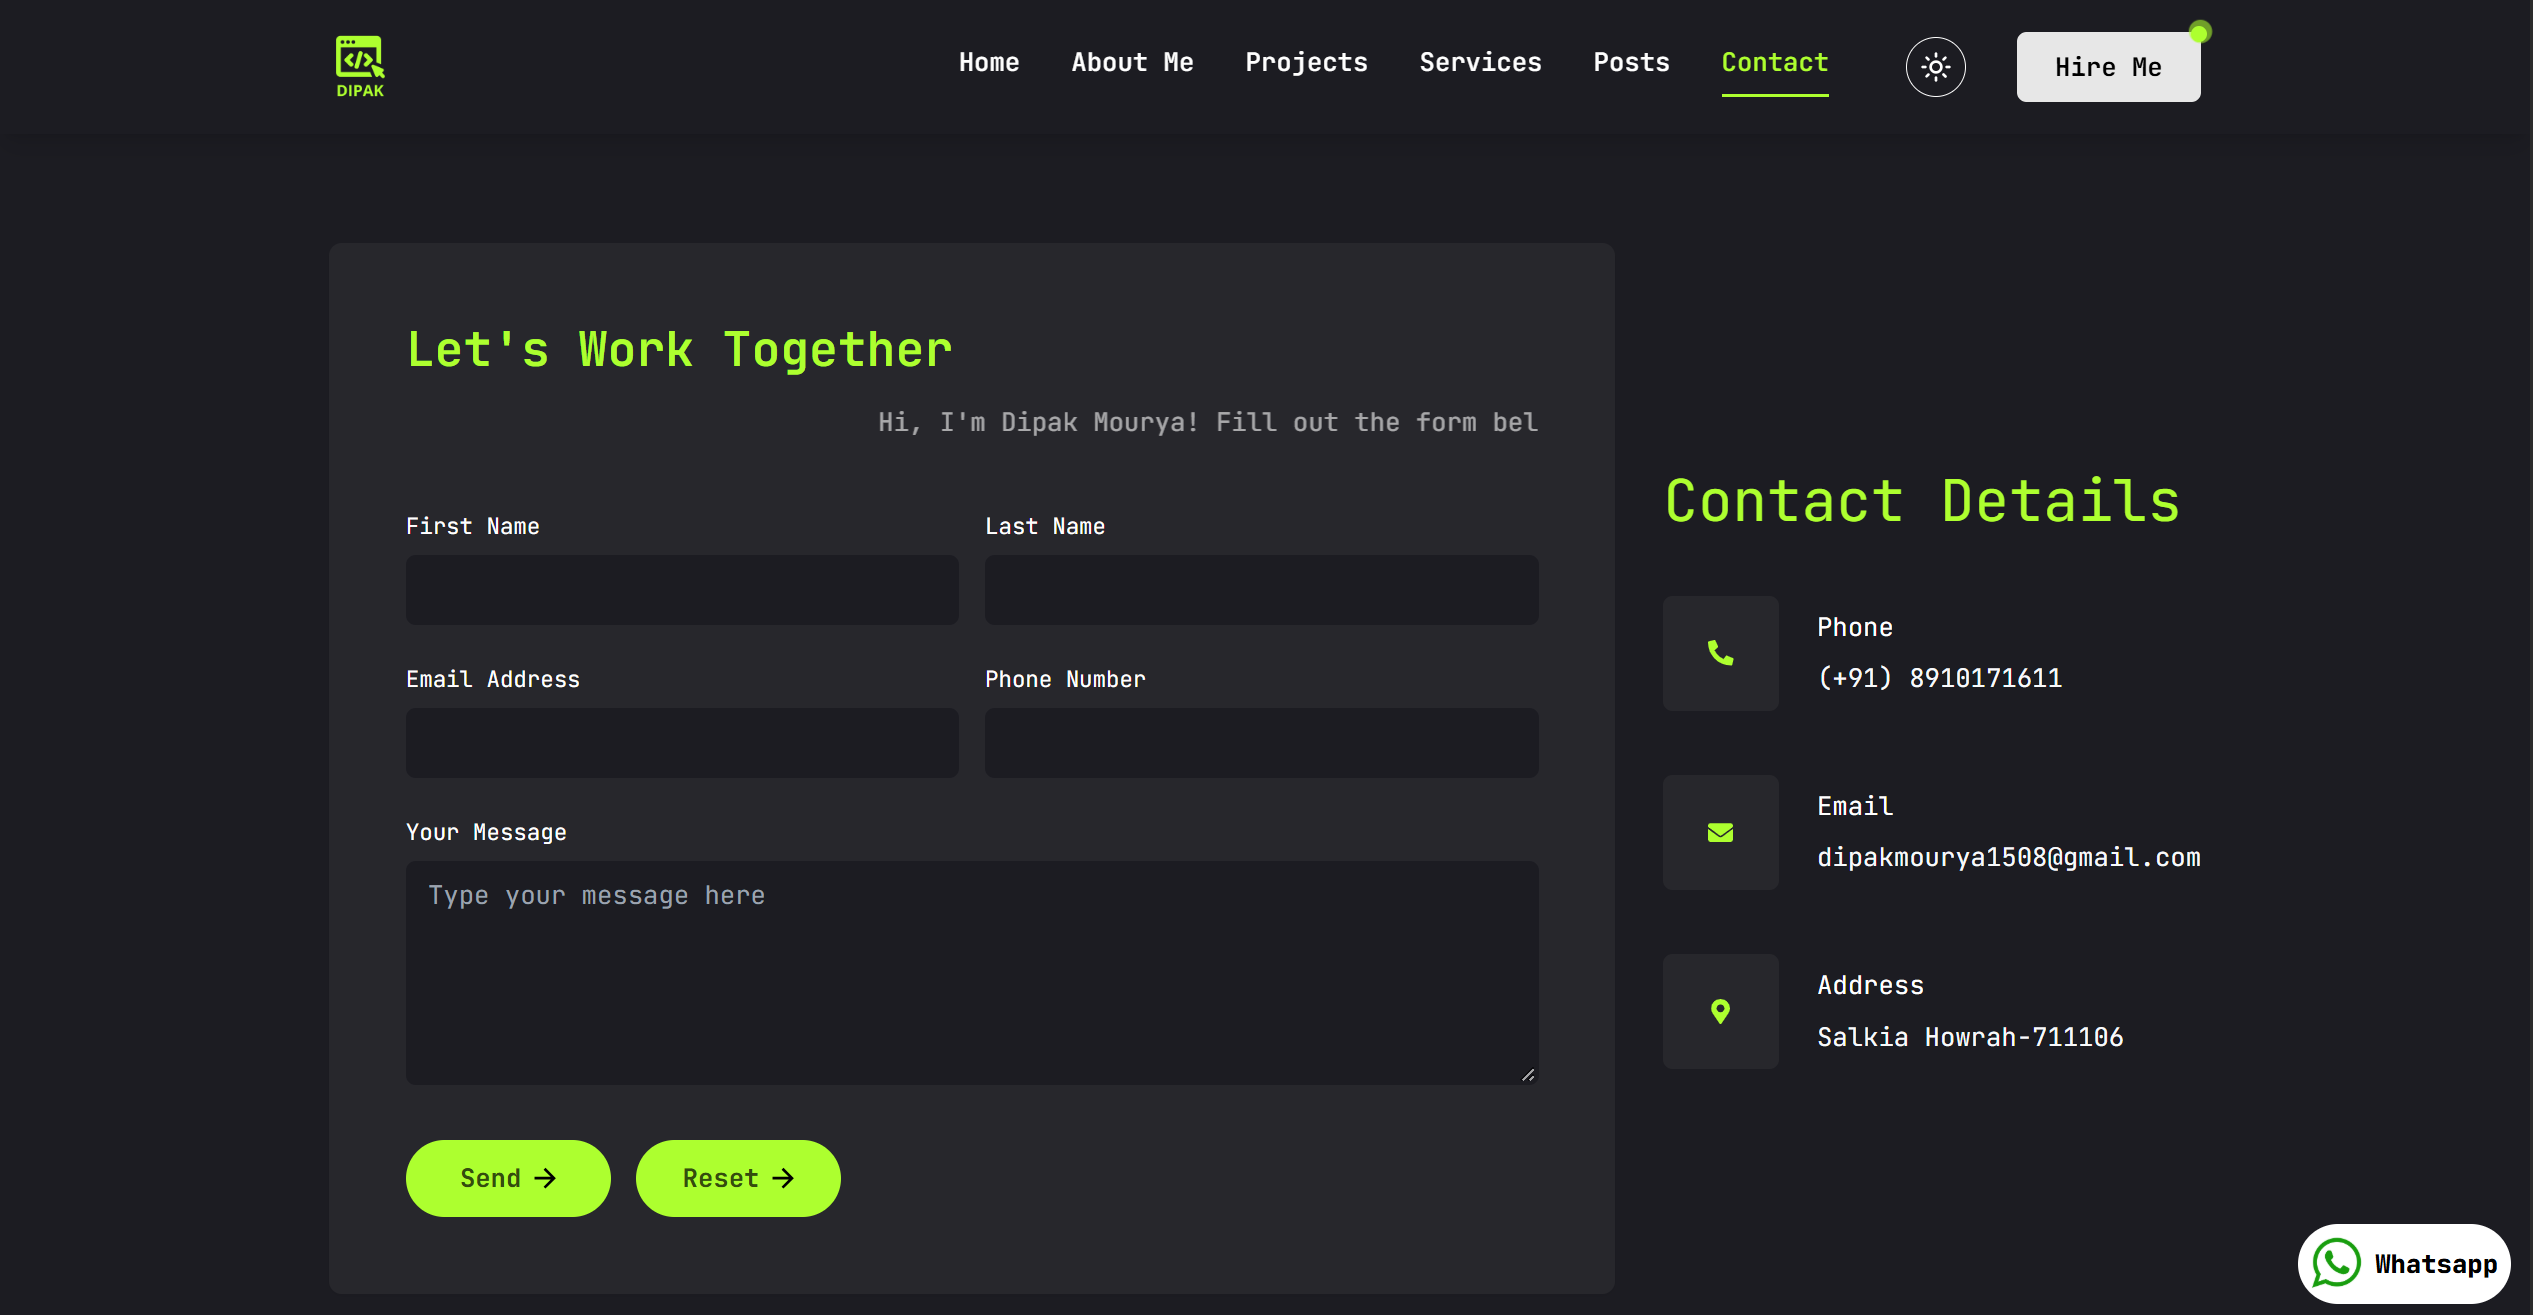 </>
DIPAK
Home About Me Projects Services Posts Contact Hire Me
Let's Work Together
Hi, I'm Dipak Mourya! Fill out the form bel
First Name Last Name
Email Address Phone Number
Your Message
Type your message here
Send → Reset →
Contact Details
Phone
(+91) 8910171611
Email
dipakmourya1508@gmail.com
Address
Salkia Howrah-711106
Whatsapp